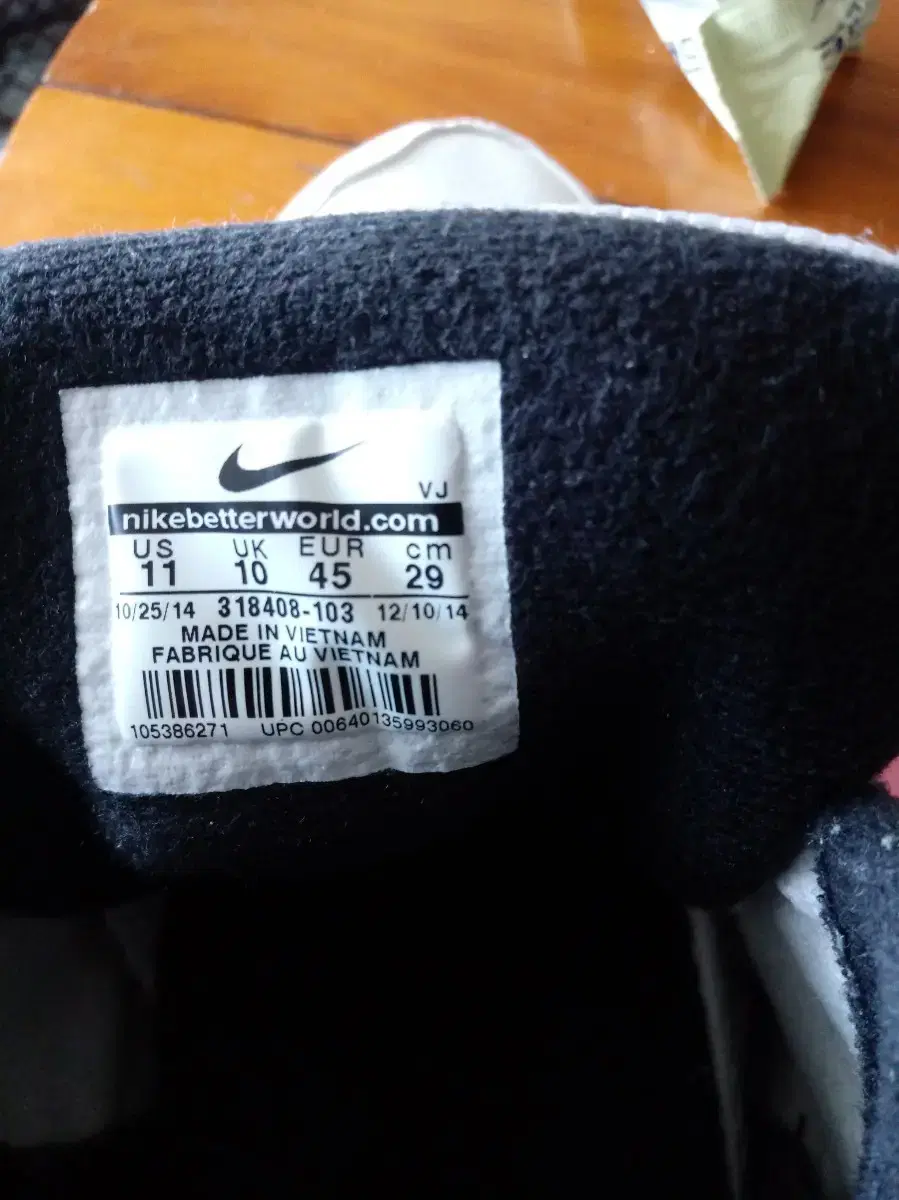 VJ
nikebetterworld.com
US UK EUR cm
11 10 45 29
10/25/14 318408-103 12/10/14
MADE IN VIETNAM
FABRIQUE AU VIETNAM
105386271 UPC 00640135993060